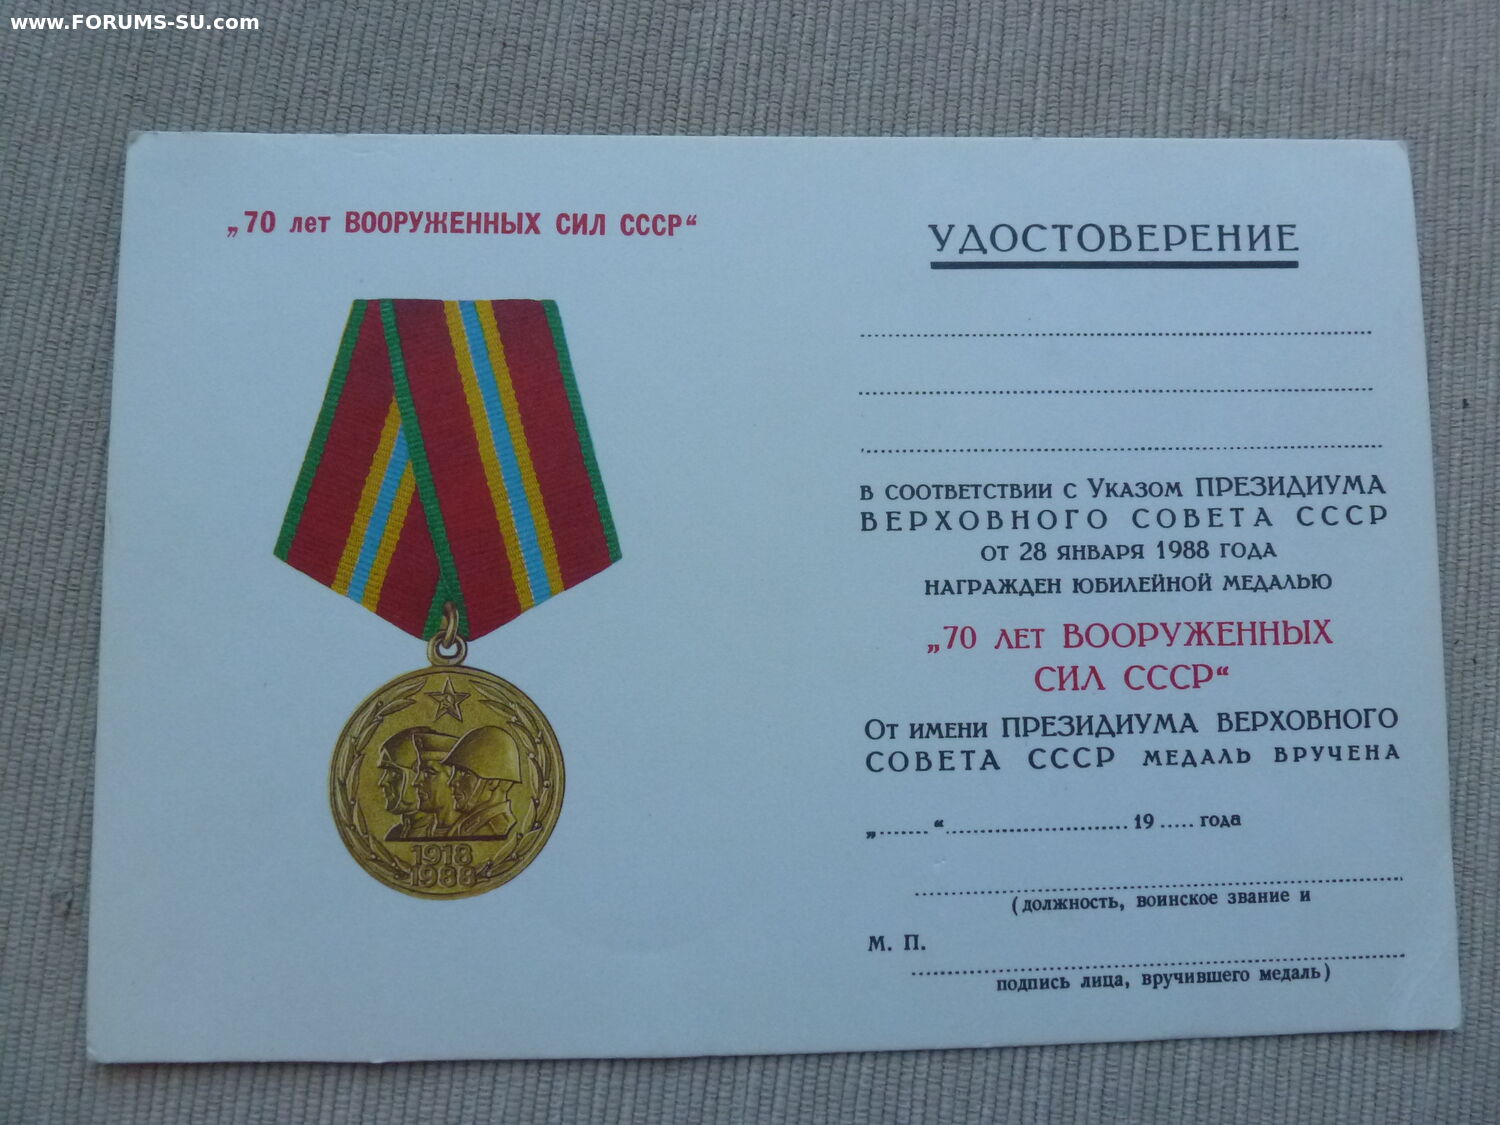 www.FORUMS-SU.com
„70 лет ВООРУЖЕННЫХ СИЛ СССР“
1918
1988
УДОСТОВЕРЕНИЕ
В СООТВЕТСТВИИ С УКАЗОМ ПРЕЗИДИУМА
ВЕРХОВНОГО СОВЕТА СССР
ОТ 28 ЯНВАРЯ 1988 ГОДА
НАГРАЖДЕН ЮБИЛЕЙНОЙ МЕДАЛЬЮ
„70 ЛЕТ ВООРУЖЕННЫХ
СИЛ СССР“
ОТ ИМЕНИ ПРЕЗИДИУМА ВЕРХОВНОГО
СОВЕТА СССР МЕДАЛЬ ВРУЧЕНА
„.......“.............................. 19 ..... года
(должность, воинское звание и
М. П.
подпись лица, вручившего медаль)